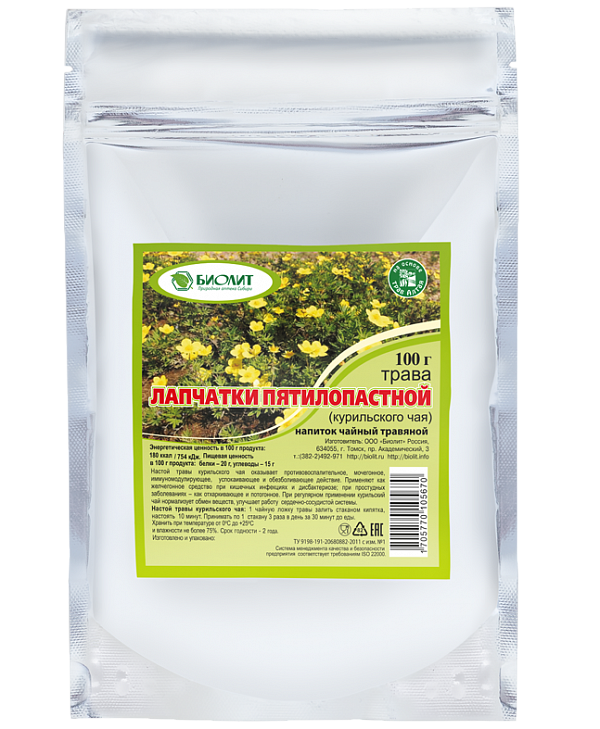 БИОЛИТ
Природная аптека Сибири
на основе
трав Алтая
100 г
трава
ЛАПЧАТКИ ПЯТИЛОПАСТНОЙ
(курильского чая)
напиток чайный травяной
Изготовитель: ООО «Биолит» Россия,
634055, г. Томск, пр. Академический, 3
т.:(382-2)492-971 http://biolit.ru http://biolit.info
Энергетическая ценность в 100 г продукта:
180 ккал / 754 кДж. Пищевая ценность
в 100 г продукта: белки – 20 г, углеводы – 15 г
Настой травы курильского чая оказывает противовоспалительное, мочегонное,
иммуномодулирующее, успокаивающее и обезболивающее действие. Применяют как
желчегонное средство при кишечных инфекциях и дисбактериозе; при простудных
заболеваниях – как отхаркивающее и потогонное. При регулярном применении курильский
чай нормализует обмен веществ, улучшает работу сердечно-сосудистой системы.
Настой травы курильского чая: 1 чайную ложку травы залить стаканом кипятка,
настоять 10 минут. Принимать по 1 стакану 3 раза в день за 30 минут до еды.
Хранить при температуре от 0°С до +25°С
и влажности не более 75%. Срок годности - 2 года.
Изготовлено и упаковано:
ТУ 9198-191-20680882-2011 с изм. №1
Система менеджмента качества и безопасности
предприятия соответствует требованиям ISO 22000
EAC
1705770105670